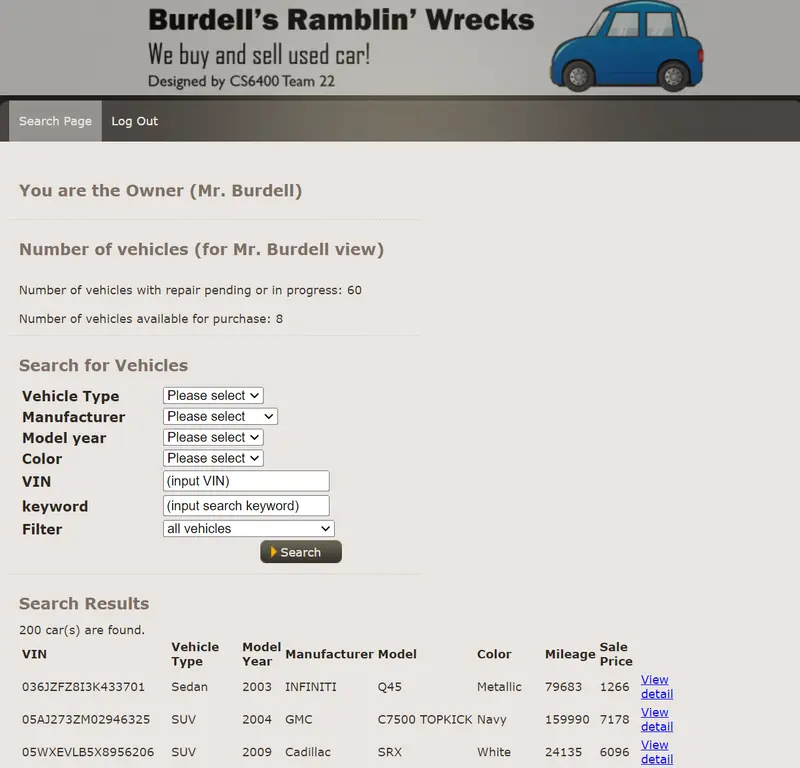 Burdell's Ramblin' Wrecks
We buy and sell used car!
Designed by CS6400 Team 22
Search Page Log Out
You are the Owner (Mr. Burdell)
Number of vehicles (for Mr. Burdell view)
Number of vehicles with repair pending or in progress: 60
Number of vehicles available for purchase: 8
Search for Vehicles
Vehicle Type Please select
Manufacturer Please select
Model year Please select
Color Please select
VIN (input VIN)
keyword (input search keyword)
Filter all vehicles
Search
Search Results
200 car(s) are found.
VIN Vehicle Type Model Year Manufacturer Model Color Mileage Sale Price
036JZFZ8I3K433701 Sedan 2003 INFINITI Q45 Metallic 79683 1266 View detail
05AJ273ZM02946325 SUV 2004 GMC C7500 TOPKICK Navy 159990 7178 View detail
05WXEVLB5X8956206 SUV 2009 Cadillac SRX White 24135 6096 View detail